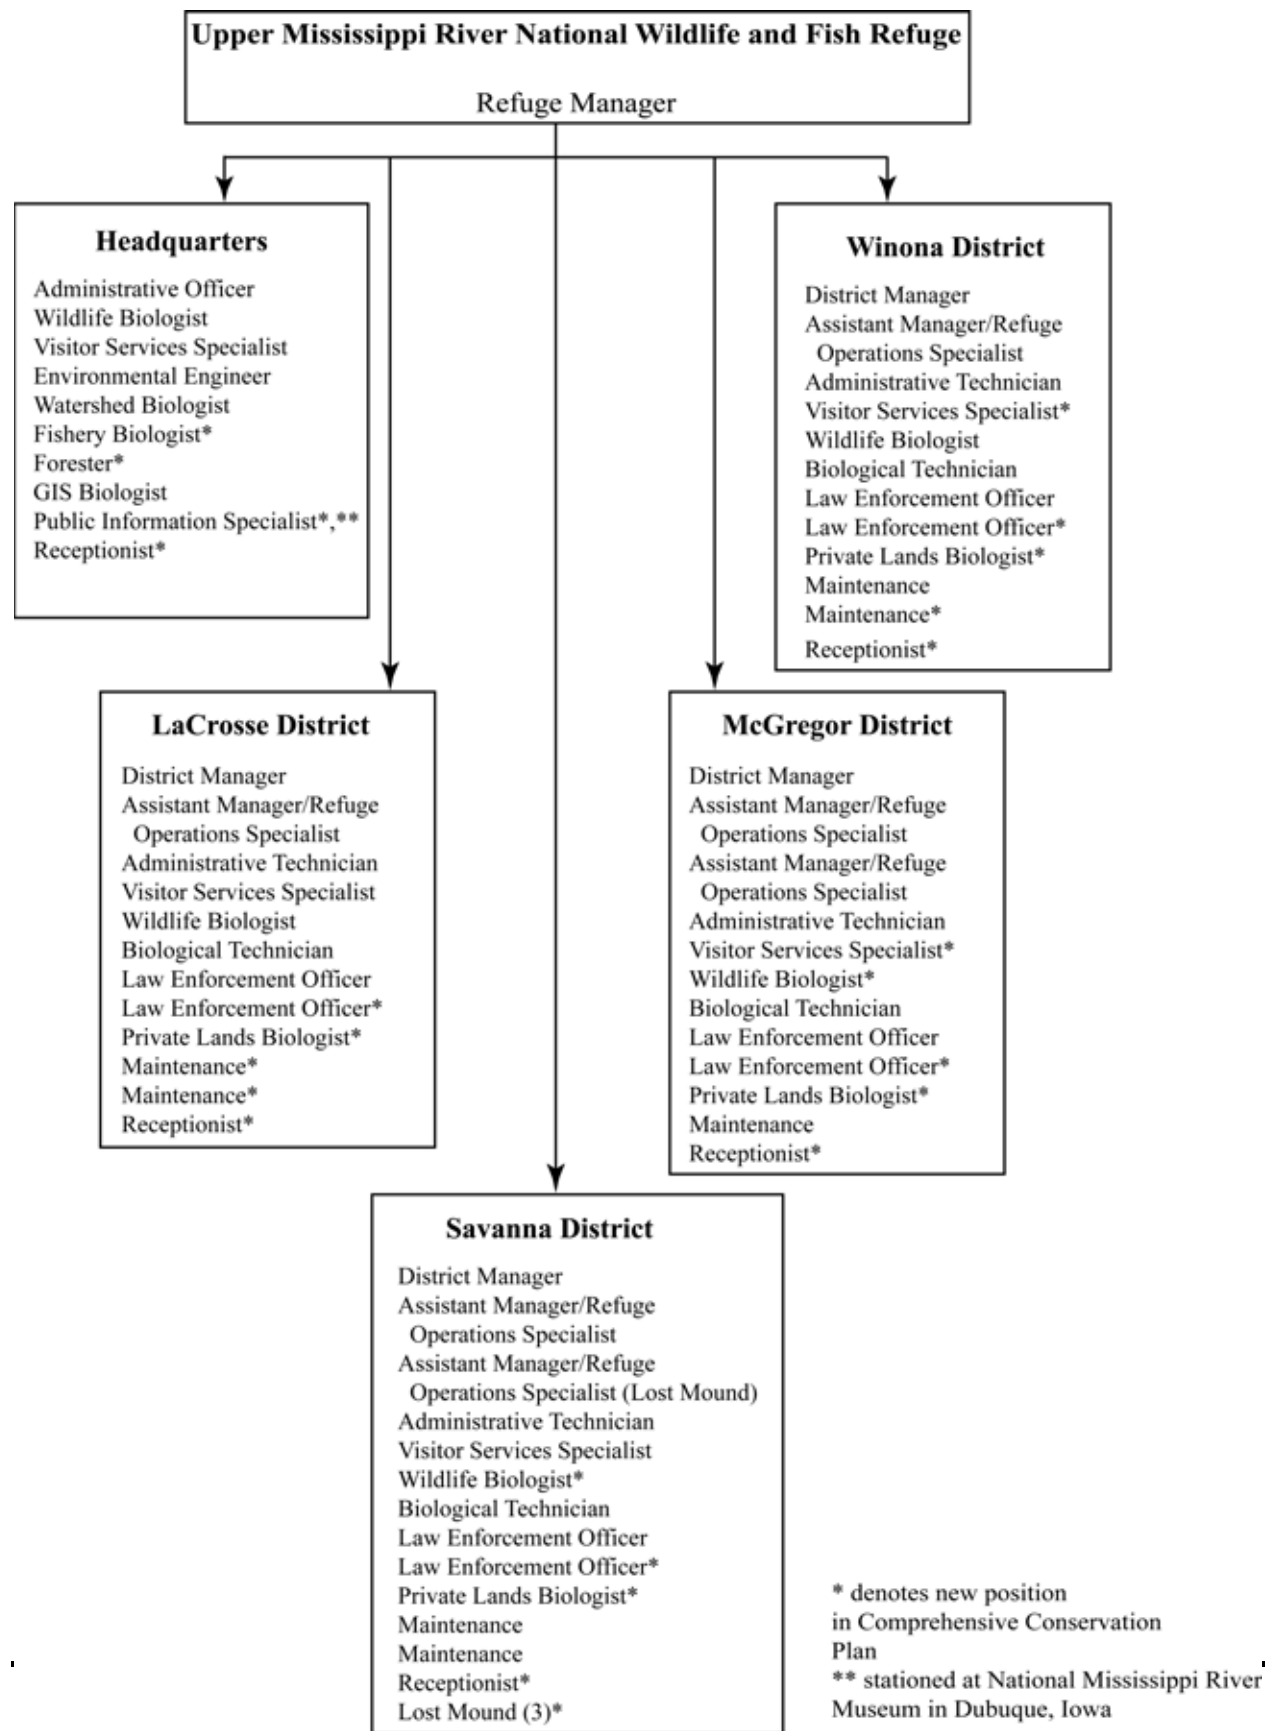 Upper Mississippi River National Wildlife and Fish Refuge
Refuge Manager
Headquarters
Administrative Officer
Wildlife Biologist
Visitor Services Specialist
Environmental Engineer
Watershed Biologist
Fishery Biologist*
Forester*
GIS Biologist
Public Information Specialist*,**
Receptionist*
Winona District
District Manager
Assistant Manager/Refuge
Operations Specialist
Administrative Technician
Visitor Services Specialist*
Wildlife Biologist
Biological Technician
Law Enforcement Officer
Law Enforcement Officer*
Private Lands Biologist*
Maintenance
Maintenance*
Receptionist*
LaCrosse District
District Manager
Assistant Manager/Refuge
Operations Specialist
Administrative Technician
Visitor Services Specialist
Wildlife Biologist
Biological Technician
Law Enforcement Officer
Law Enforcement Officer*
Private Lands Biologist*
Maintenance*
Maintenance*
Receptionist*
McGregor District
District Manager
Assistant Manager/Refuge
Operations Specialist
Assistant Manager/Refuge
Operations Specialist
Administrative Technician
Visitor Services Specialist*
Wildlife Biologist*
Biological Technician
Law Enforcement Officer
Law Enforcement Officer*
Private Lands Biologist*
Maintenance
Receptionist*
Savanna District
District Manager
Assistant Manager/Refuge
Operations Specialist
Assistant Manager/Refuge
Operations Specialist (Lost Mound)
Administrative Technician
Visitor Services Specialist
Wildlife Biologist*
Biological Technician
Law Enforcement Officer
Law Enforcement Officer*
Private Lands Biologist*
Maintenance
Maintenance
Receptionist*
Lost Mound (3)*
* denotes new position
in Comprehensive Conservation
Plan
** stationed at National Mississippi River
Museum in Dubuque, Iowa